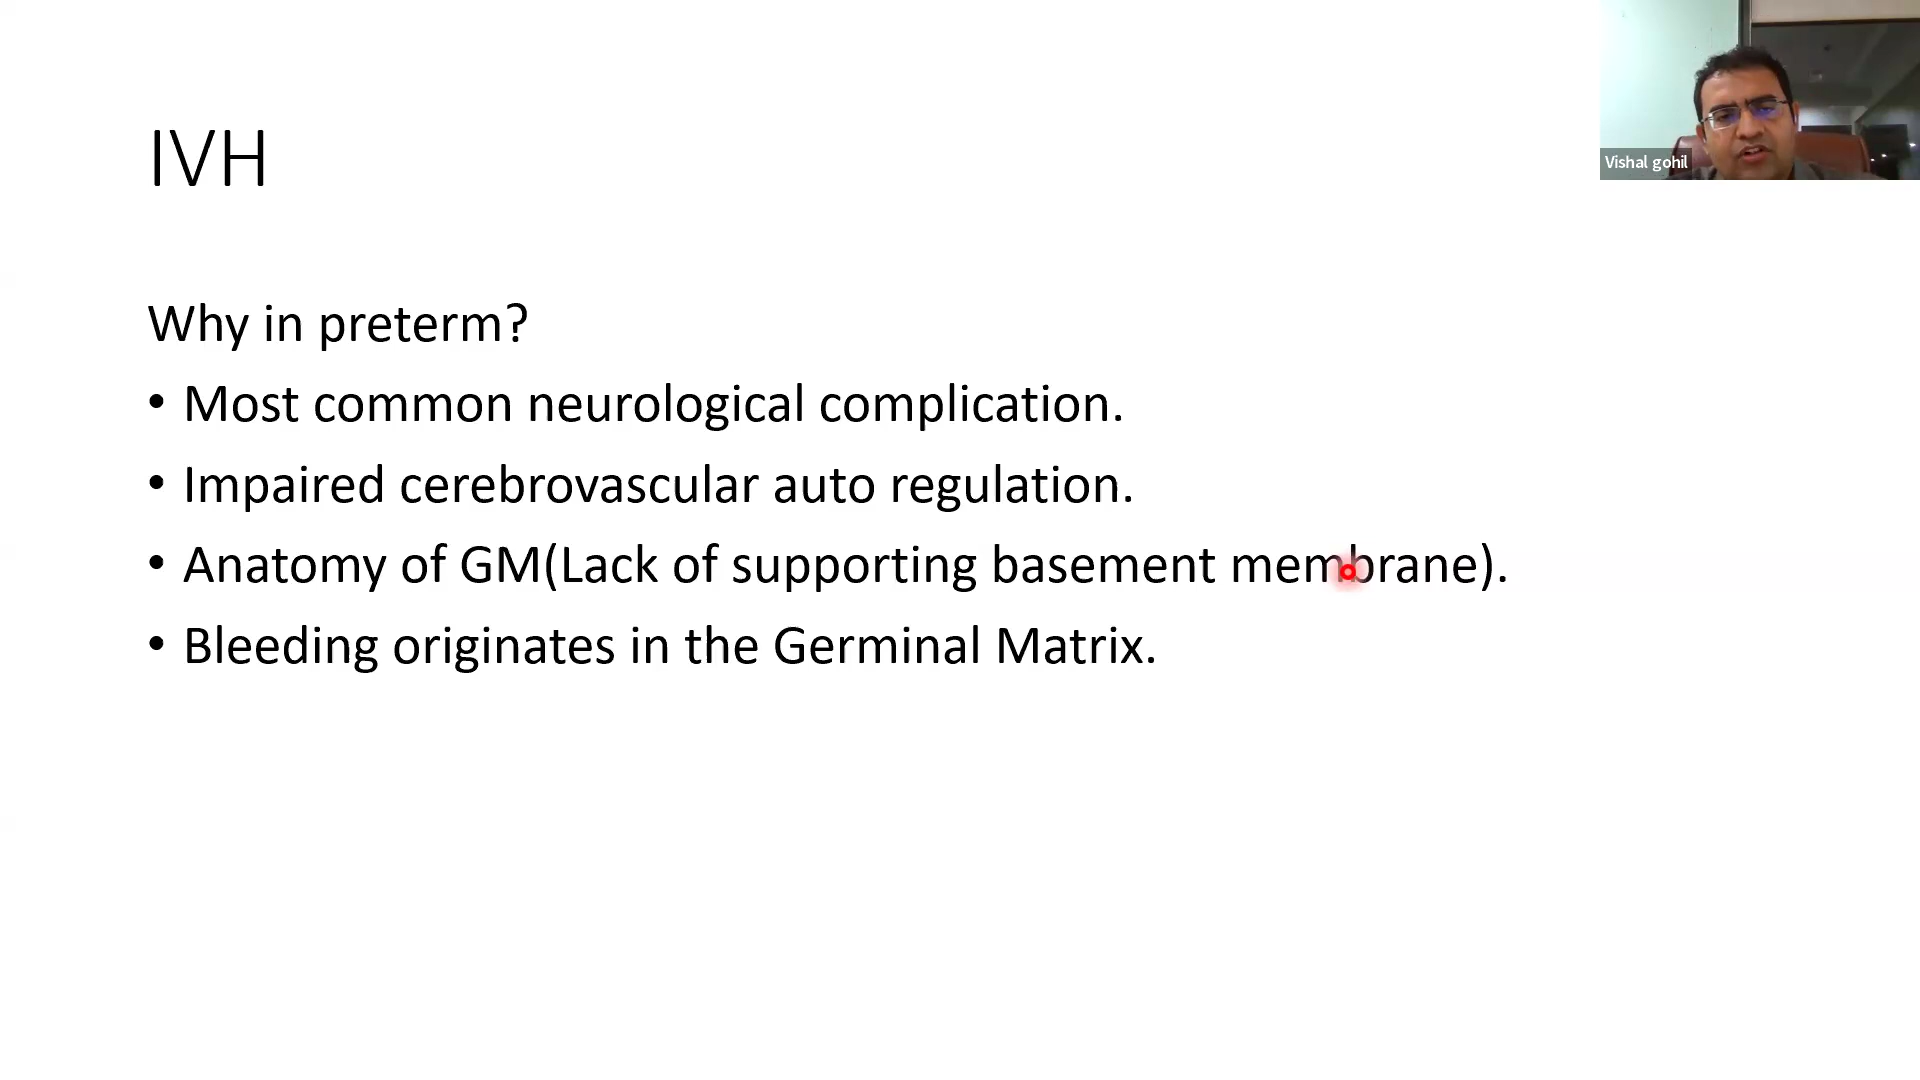 IVH
Vishal gohil
Why in preterm?
• Most common neurological complication.
• Impaired cerebrovascular auto regulation.
• Anatomy of GM(Lack of supporting basement membrane).
• Bleeding originates in the Germinal Matrix.